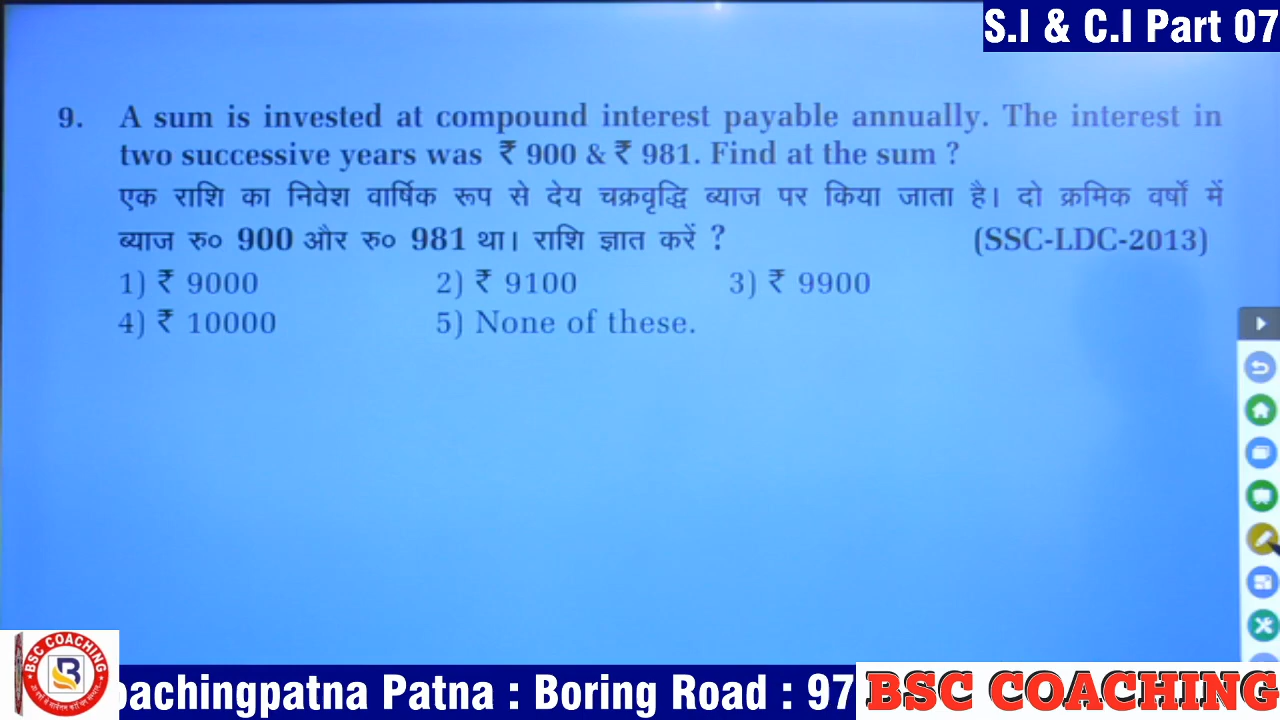 S.I & C.I Part 07
9. A sum is invested at compound interest payable annually. The interest in
two successive years was ₹ 900 & ₹ 981. Find at the sum ?
एक राशि का निवेश वार्षिक रूप से देय चक्रवृद्धि ब्याज पर किया जाता है। दो क्रमिक वर्षों में
ब्याज रु० 900 और रु० 981 था। राशि ज्ञात करें ? (SSC-LDC-2013)
1) ₹ 9000 2) ₹ 9100 3) ₹ 9900
4) ₹ 10000 5) None of these.
BSC COACHING
oachingpatna Patna : Boring Road : 97
BSC COACHING